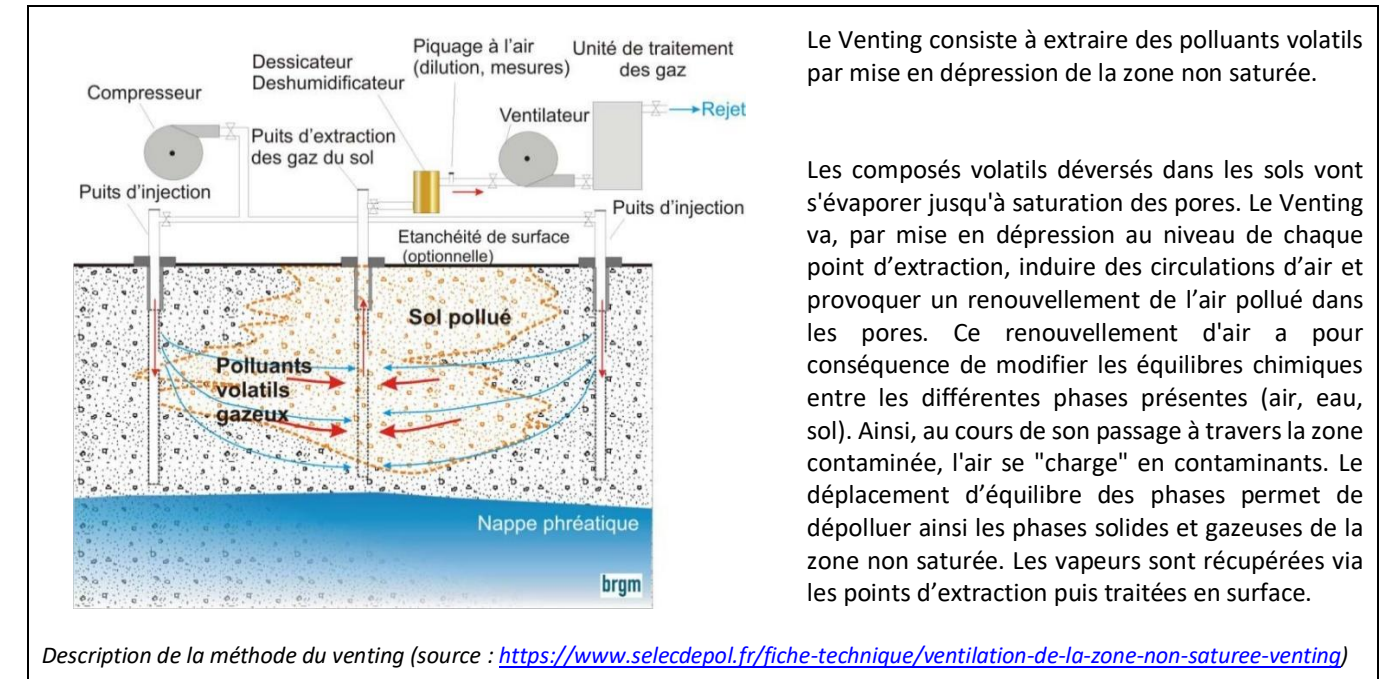 Compresseur
Dessicateur
Deshumidificateur
Piquage à l'air
(dilution, mesures)
Unité de traitement
des gaz
Ventilateur
Rejet
Puits d'extraction
des gaz du sol
Puits d'injection
Puits d'injection
Etanchéité de surface
(optionnelle)
Sol pollué
Polluants
volatils
gazeux
Nappe phréatique
brgm
Le Venting consiste à extraire des polluants volatils
par mise en dépression de la zone non saturée.
Les composés volatils déversés dans les sols vont
s'évaporer jusqu'à saturation des pores. Le Venting
va, par mise en dépression au niveau de chaque
point d’extraction, induire des circulations d’air et
provoquer un renouvellement de l’air pollué dans
les pores. Ce renouvellement d'air a pour
conséquence de modifier les équilibres chimiques
entre les différentes phases présentes (air, eau,
sol). Ainsi, au cours de son passage à travers la zone
contaminée, l'air se "charge" en contaminants. Le
déplacement d’équilibre des phases permet de
dépolluer ainsi les phases solides et gazeuses de la
zone non saturée. Les vapeurs sont récupérées via
les points d’extraction puis traitées en surface.
Description de la méthode du venting (source : https://www.selecdepol.fr/fiche-technique/ventilation-de-la-zone-non-saturee-venting)